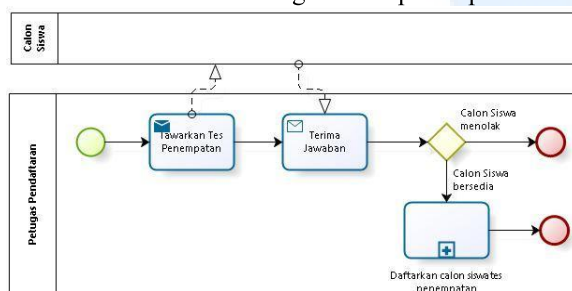 Calon
Siswa
Petugas Pendaftaran
Tawarkan Tes
Penempatan
Terima
Jawaban
Calon Siswa
menolak
Calon Siswa
bersedia
Daftarkan calon siswa tes
penempatan